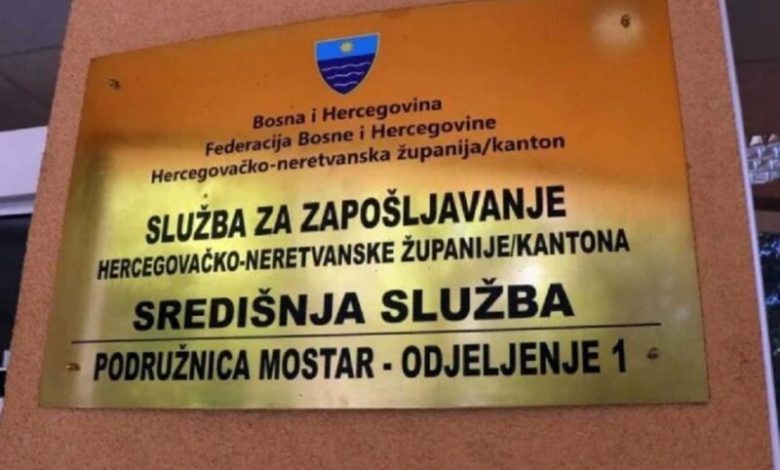 Bosna i Hercegovina
Federacija Bosne i Hercegovine
Hercegovačko-neretvanska županija/kanton
SLUŽBA ZA ZAPOŠLJAVANJE
HERCEGOVAČKO-NERETVANSKE ŽUPANIJE/KANTONA
SREDIŠNJA SLUŽBA
PODRUŽNICA MOSTAR - ODJELJENJE 1